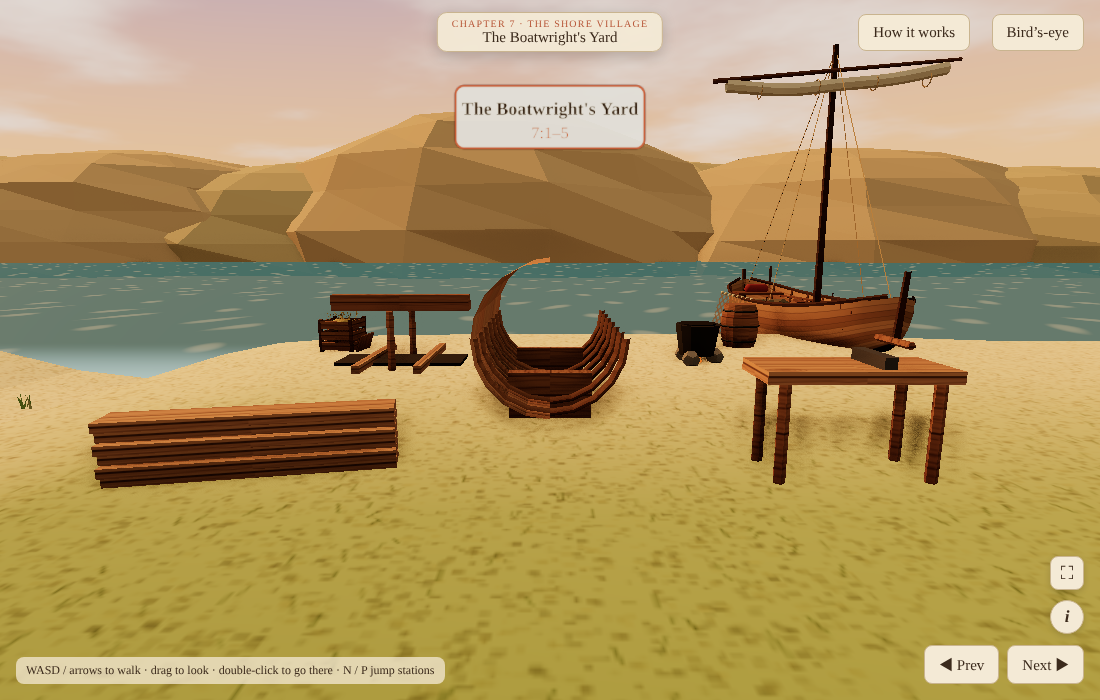 CHAPTER 7 · THE SHORE VILLAGE
The Boatwright's Yard
How it works
Bird’s-eye
The Boatwright's Yard
7:1–5
i
WASD / arrows to walk · drag to look · double-click to go there · N / P jump stations
◀ Prev
Next ▶